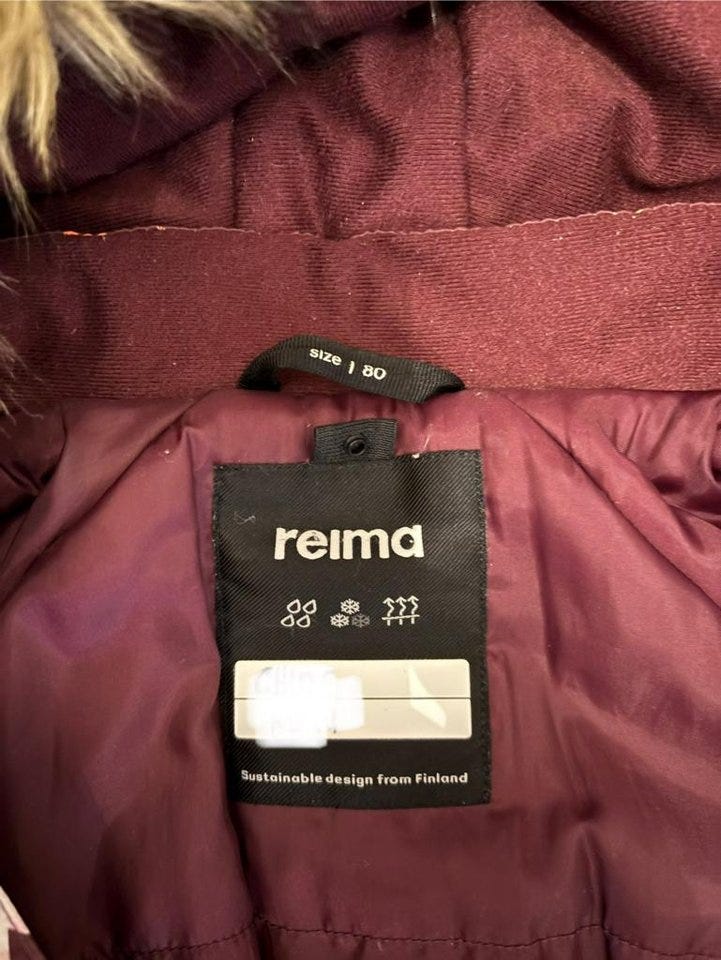 size | 80
reima
Sustainable design from Finland